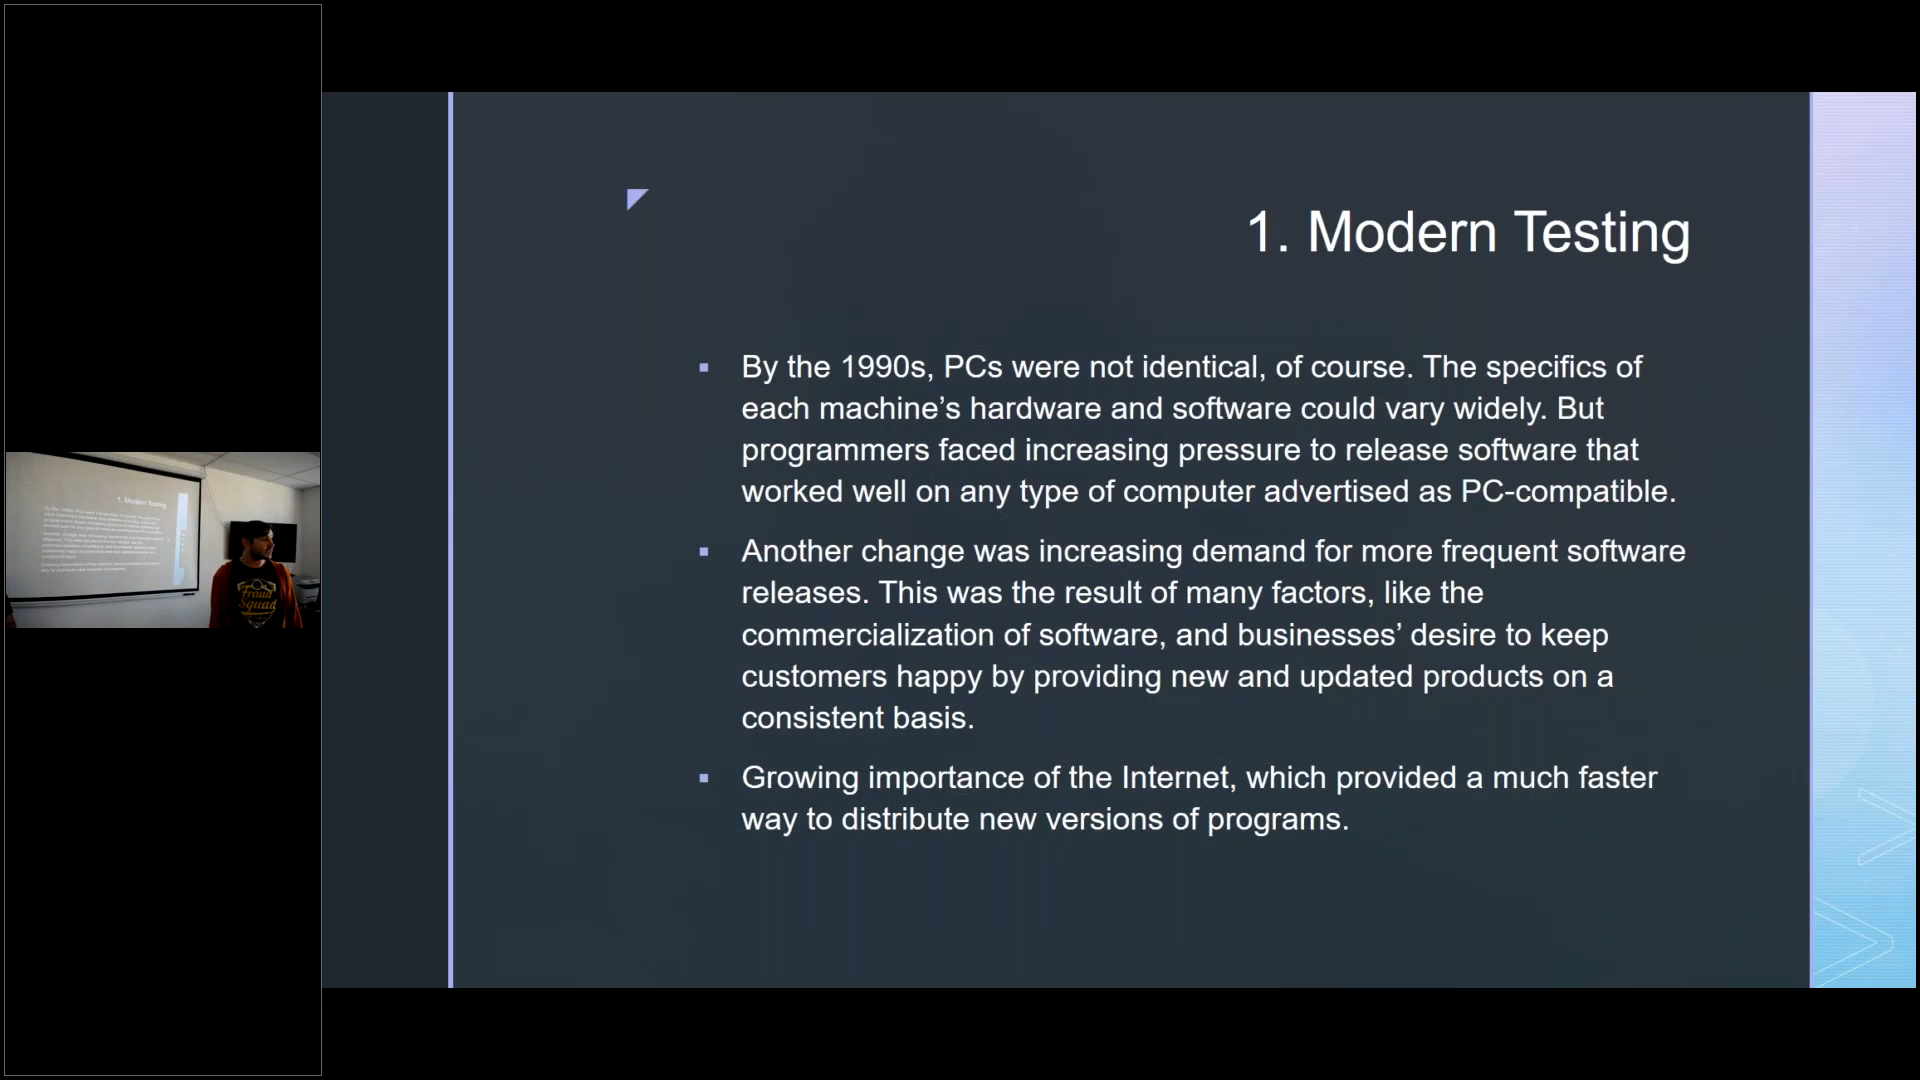 1. Modern Testing
By the 1990s, PCs were not identical, of course. The specifics of
each machine’s hardware and software could vary widely. But
programmers faced increasing pressure to release software that
worked well on any type of computer advertised as PC-compatible.
Another change was increasing demand for more frequent software
releases. This was the result of many factors, like the
commercialization of software, and businesses’ desire to keep
customers happy by providing new and updated products on a
consistent basis.
Growing importance of the Internet, which provided a much faster
way to distribute new versions of programs.
1. Modern Testing
Fraud
Squad